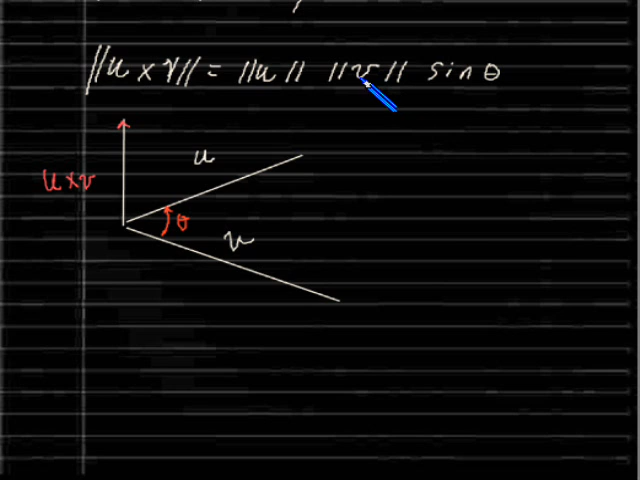 ||u × v|| = ||u|| ||v|| sin θ
u
u×v
θ
v